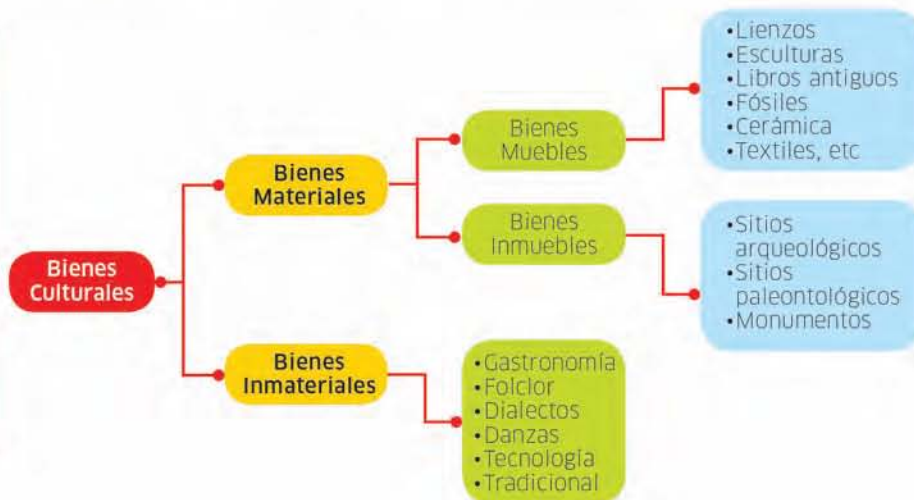 Bienes
Culturales
Bienes
Materiales
Bienes
Inmateriales
Bienes
Muebles
Bienes
Inmuebles
•Lienzos
•Esculturas
•Libros antiguos
•Fósiles
•Cerámica
•Textiles, etc
•Sitios
arqueológicos
•Sitios
paleontológicos
•Monumentos
•Gastronomía
•Folclor
•Dialectos
•Danzas
•Tecnología
•Tradicional